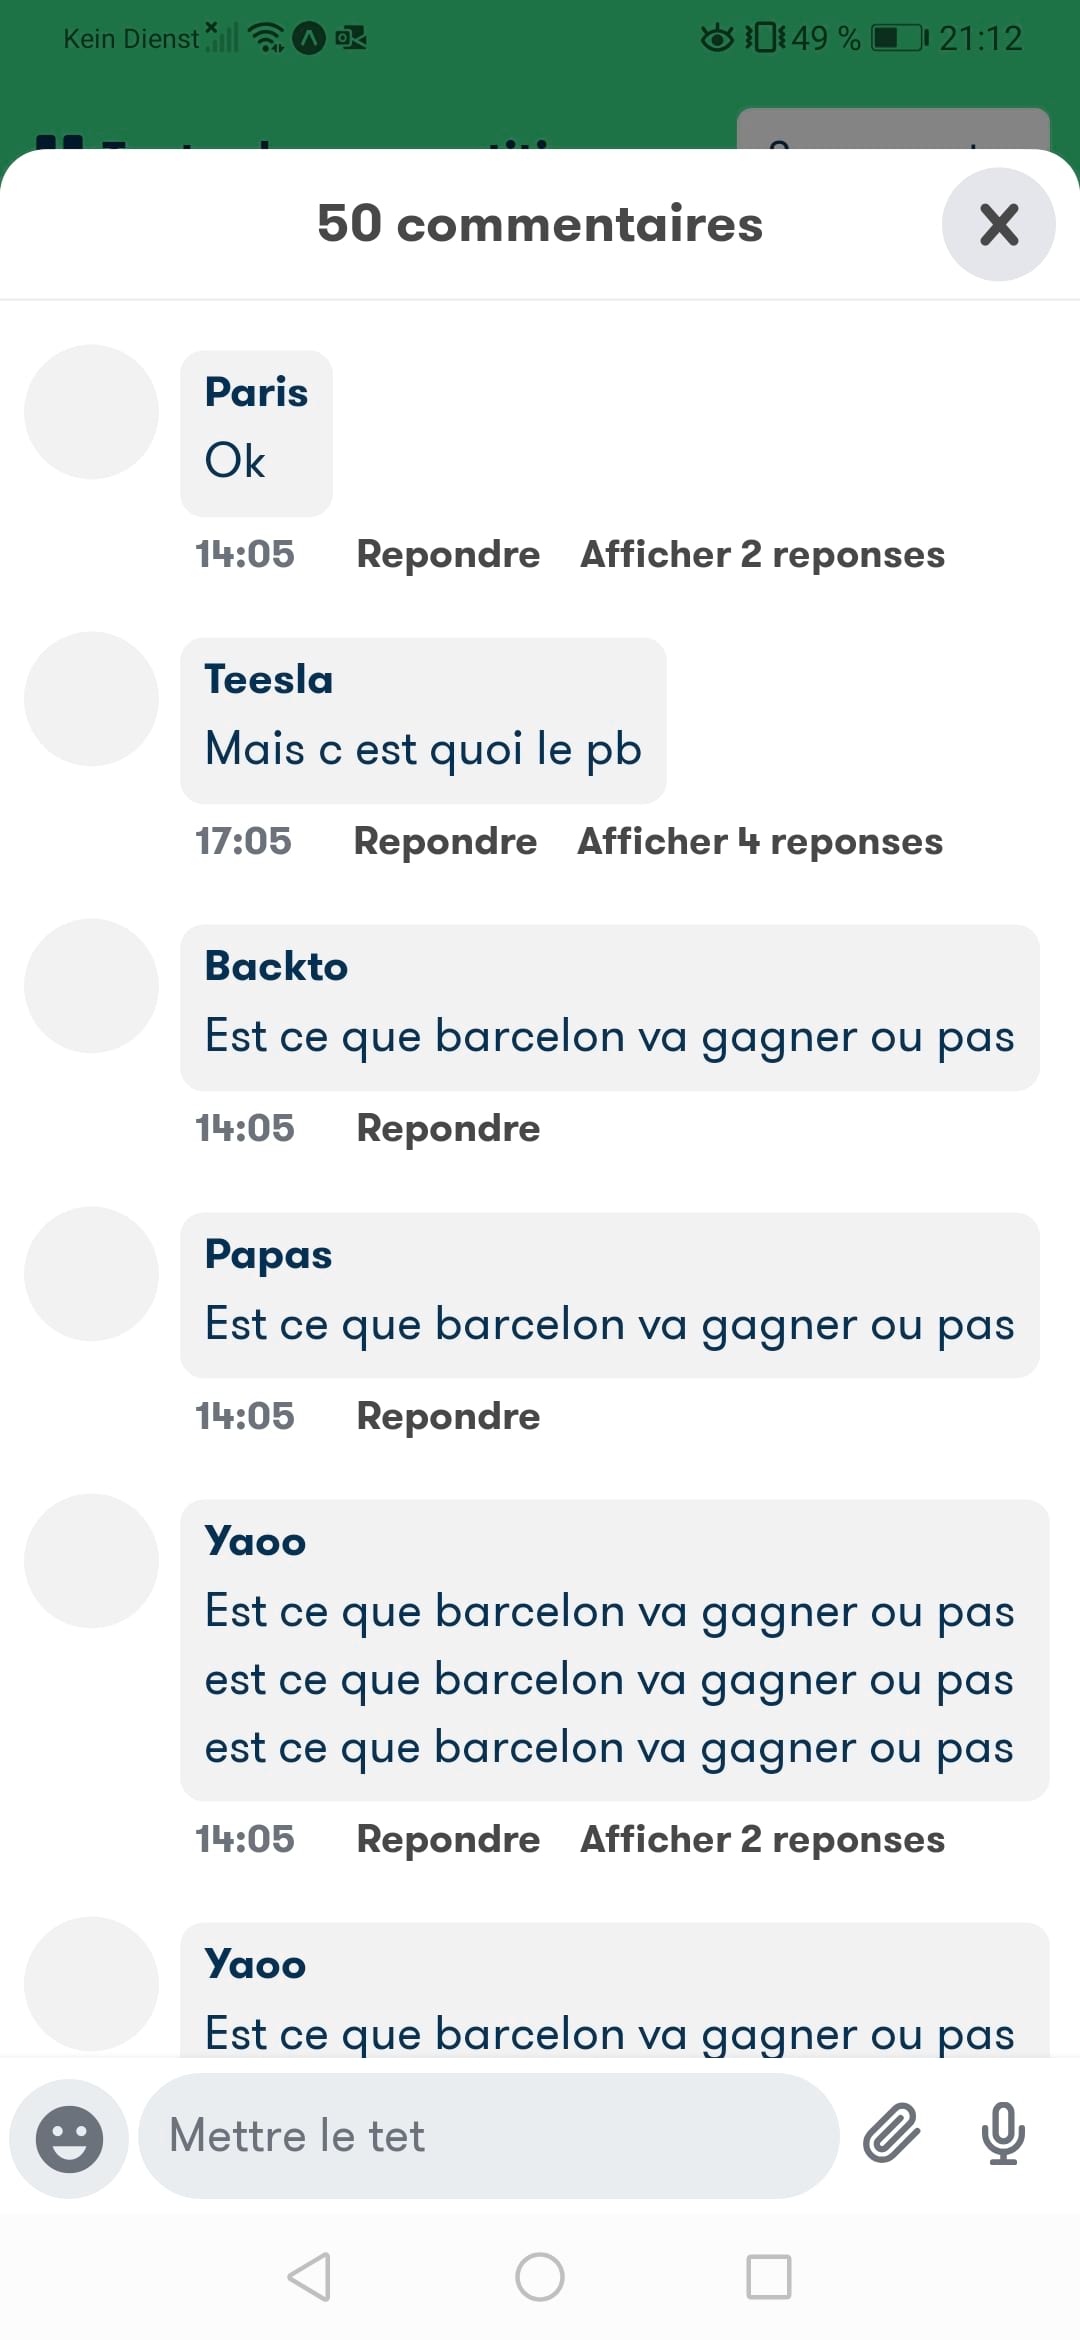 Kein Dienst 49 % 21:12
50 commentaires
Paris
Ok
14:05 Repondre Afficher 2 reponses
Teesla
Mais c est quoi le pb
17:05 Repondre Afficher 4 reponses
Backto
Est ce que barcelon va gagner ou pas
14:05 Repondre
Papas
Est ce que barcelon va gagner ou pas
14:05 Repondre
Yaoo
Est ce que barcelon va gagner ou pas
est ce que barcelon va gagner ou pas
est ce que barcelon va gagner ou pas
14:05 Repondre Afficher 2 reponses
Yaoo
Est ce que barcelon va gagner ou pas
Mettre le tet